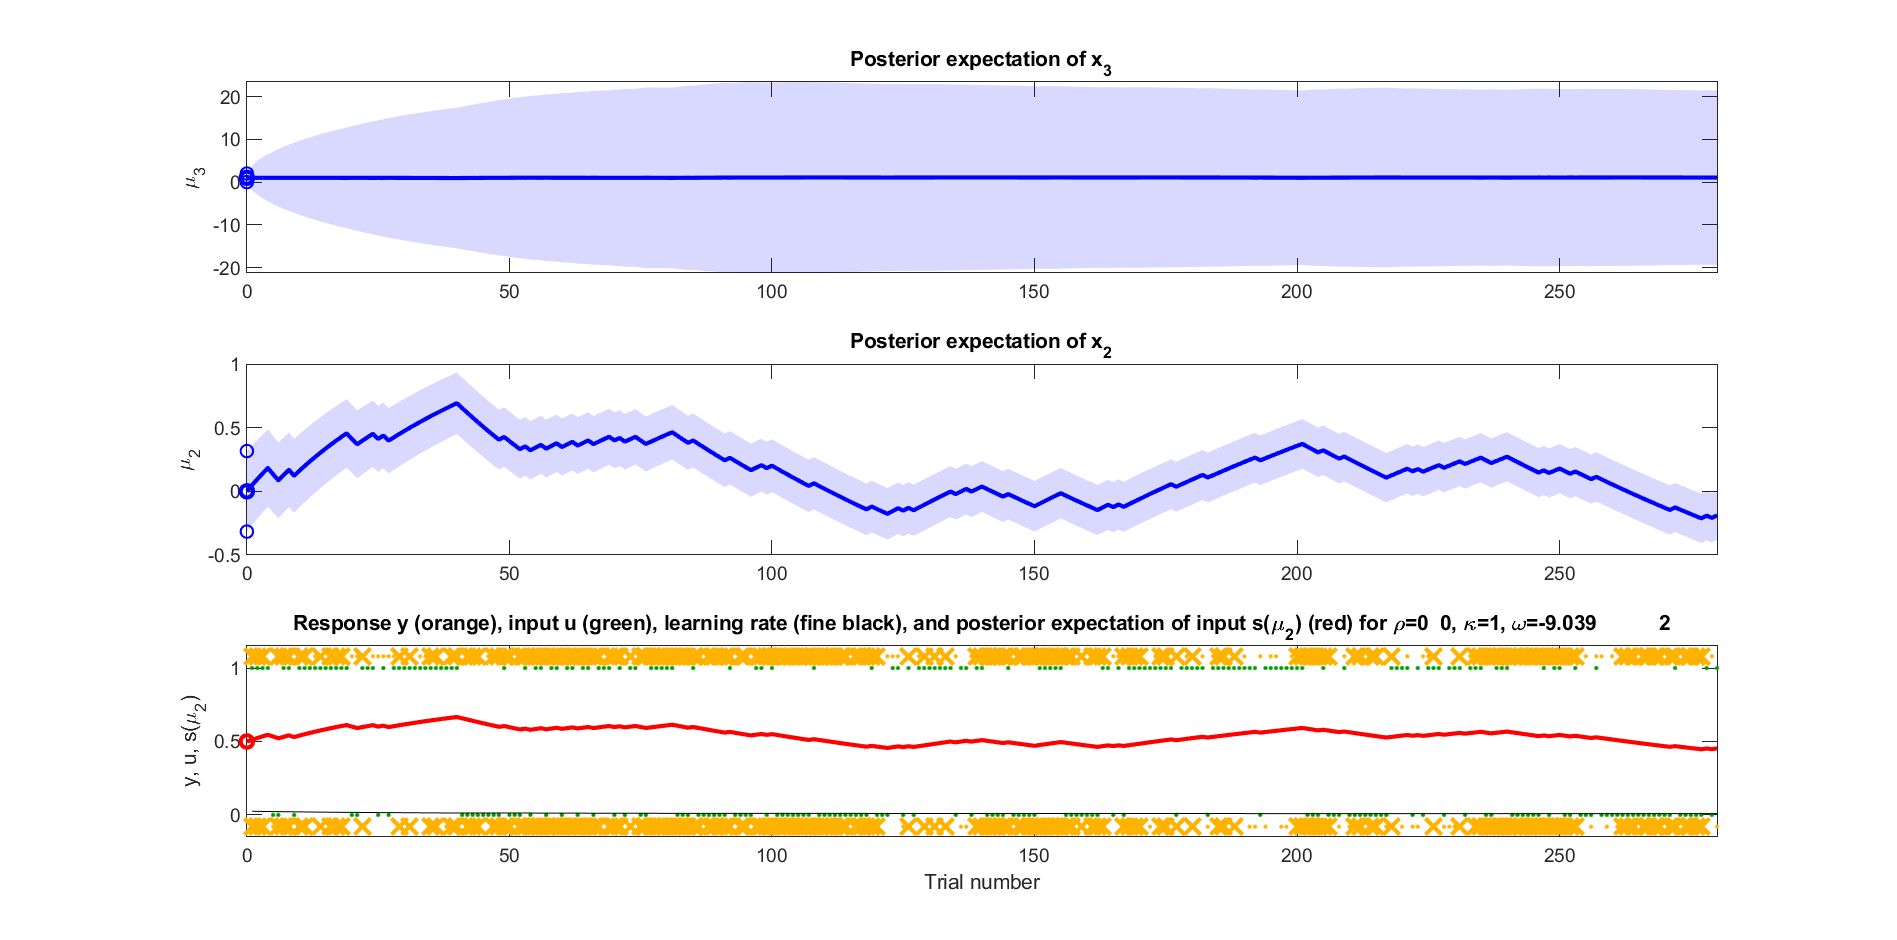 Posterior expectation of x₃
20
10
0
-10
-20
μ₃
0 50 100 150 200 250
Posterior expectation of x₂
1
0.5
0
-0.5
μ₂
0 50 100 150 200 250
Response y (orange), input u (green), learning rate (fine black), and posterior expectation of input s(μ₂) (red) for ρ=0 0, κ=1, ω=-9.039 2
1
0.5
0
y, u, s(μ₂)
0 50 100 150 200 250
Trial number